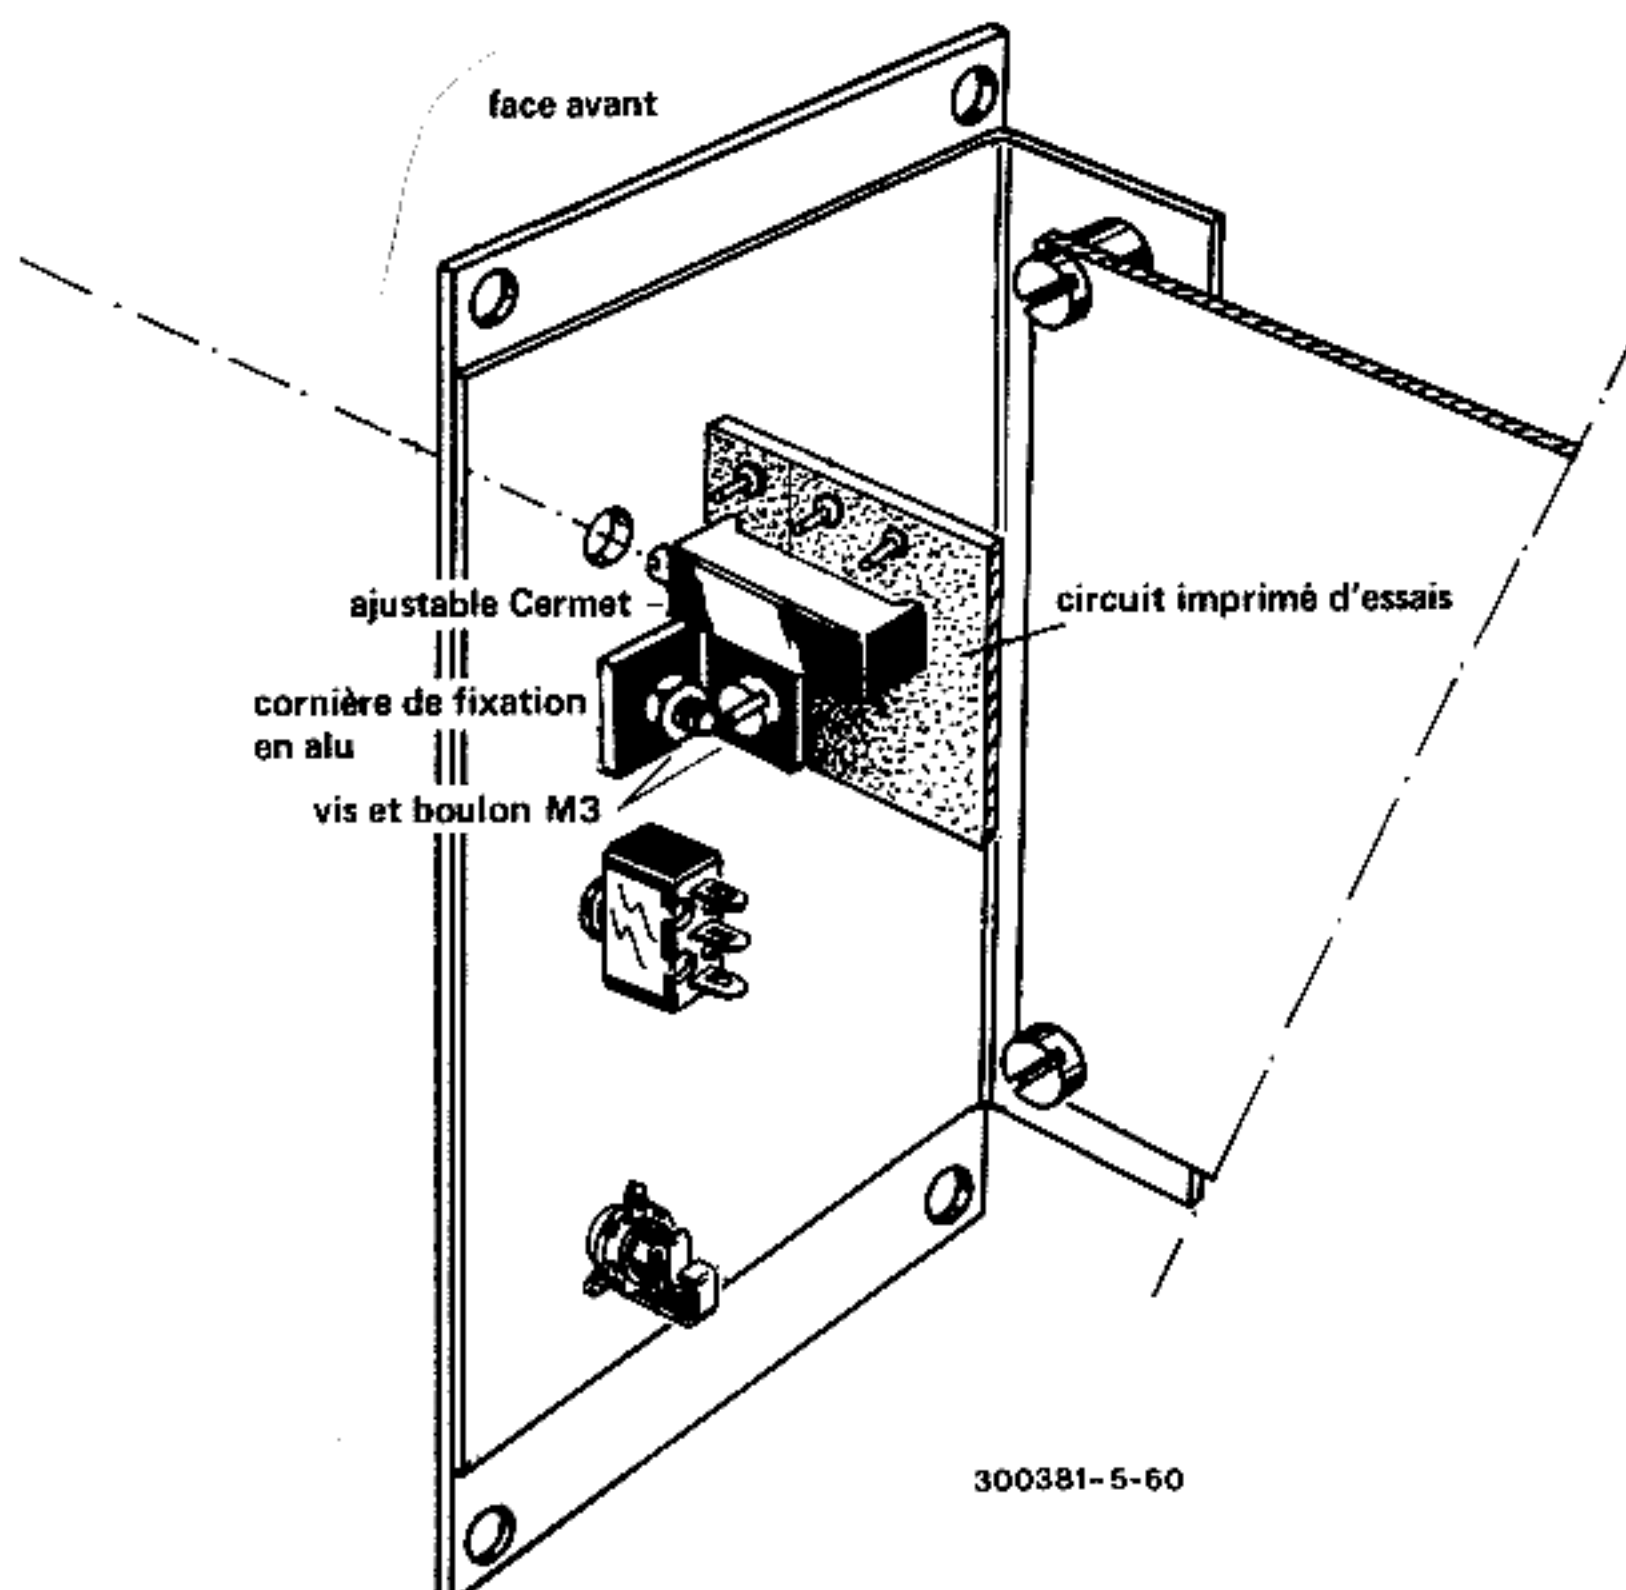 face avant
ajustable Cermet
circuit imprimé d'essais
cornière de fixation
en alu
vis et boulon M3
300381-5-60